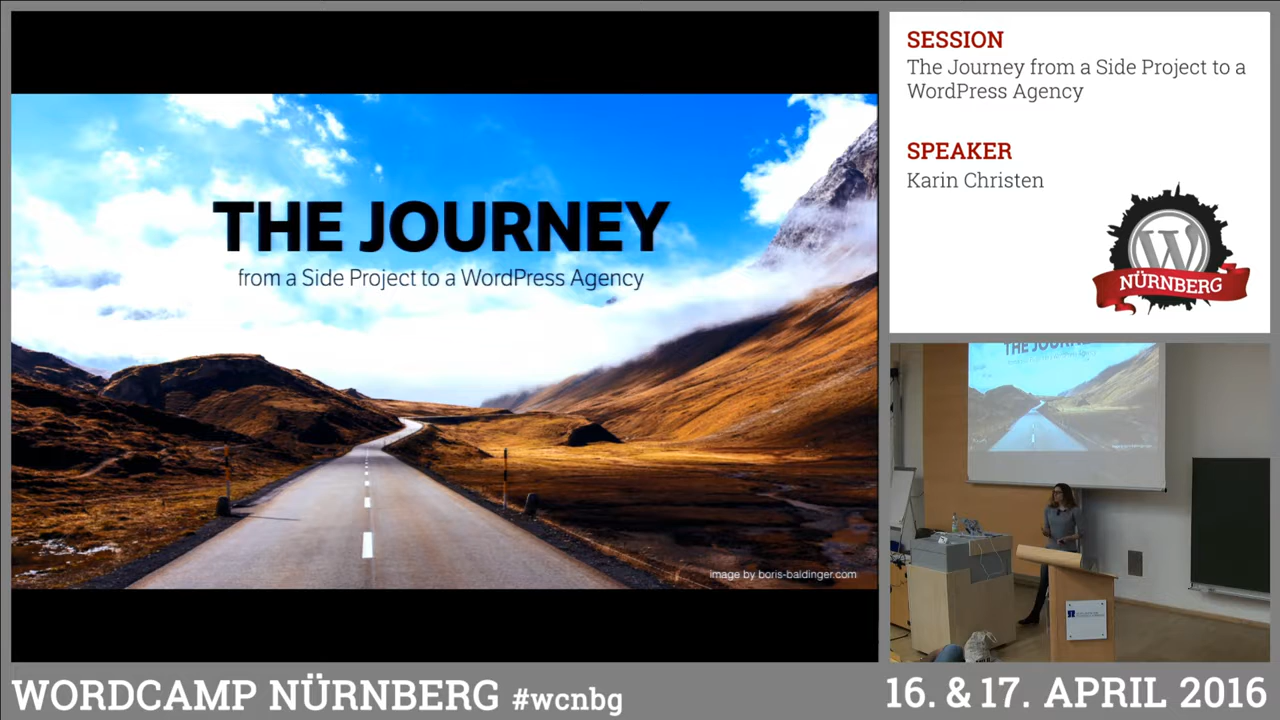 THE JOURNEY
from a Side Project to a WordPress Agency
image by boris-baldinger.com
SESSION
The Journey from a Side Project to a
WordPress Agency
SPEAKER
Karin Christen
W
NÜRNBERG
WORDCAMP NÜRNBERG #wcnbg
16. & 17. APRIL 2016